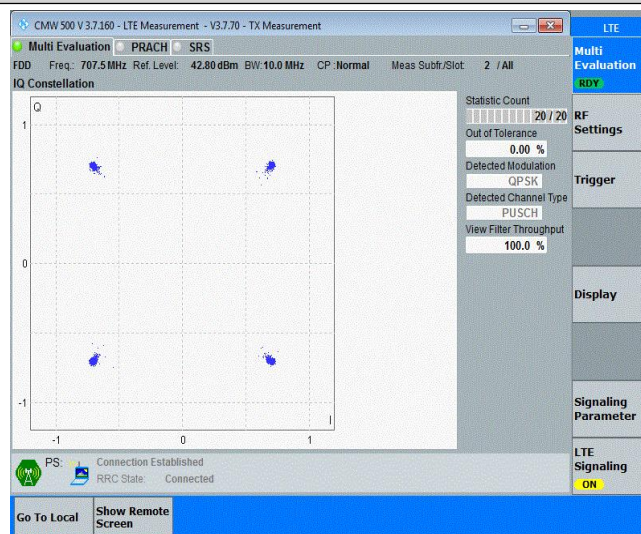 CMW 500 V 3.7.160 - LTE Measurement - V3.7.70 - TX Measurement
LTE
Multi Evaluation PRACH SRS
FDD Freq.: 707.5 MHz Ref. Level: 42.80 dBm BW: 10.0 MHz CP : Normal Meas Subfr./Slot: 2 / All
IQ Constellation
Q
1
0
-1
-1 0 1
I
Statistic Count
20 / 20
Out of Tolerance
0.00 %
Detected Modulation
QPSK
Detected Channel Type
PUSCH
View Filter Throughput
100.0 %
Multi
Evaluation
RDY
RF
Settings
Trigger
Display
Signaling
Parameter
LTE
Signaling
ON
PS: Connection Established
RRC State: Connected
Go To Local
Show Remote
Screen